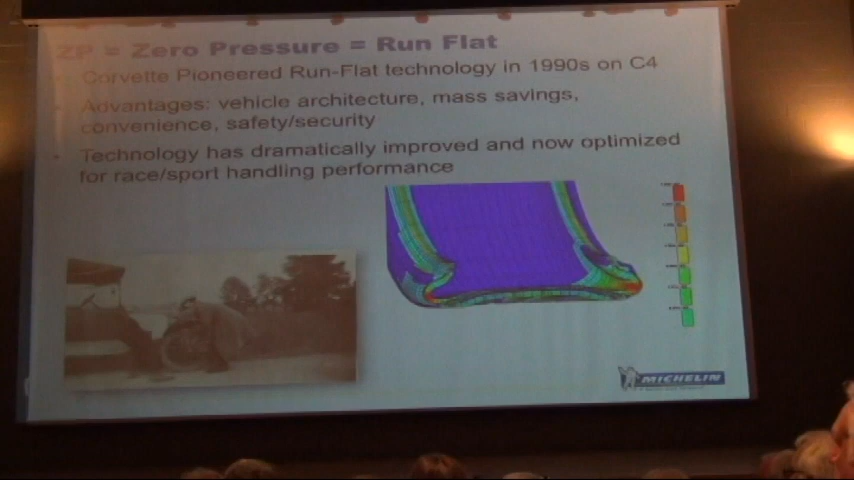 ZP = Zero Pressure = Run Flat
Corvette Pioneered Run-Flat technology in 1990s on C4
Advantages: vehicle architecture, mass savings,
convenience, safety/security
Technology has dramatically improved and now optimized
for race/sport handling performance
MICHELIN